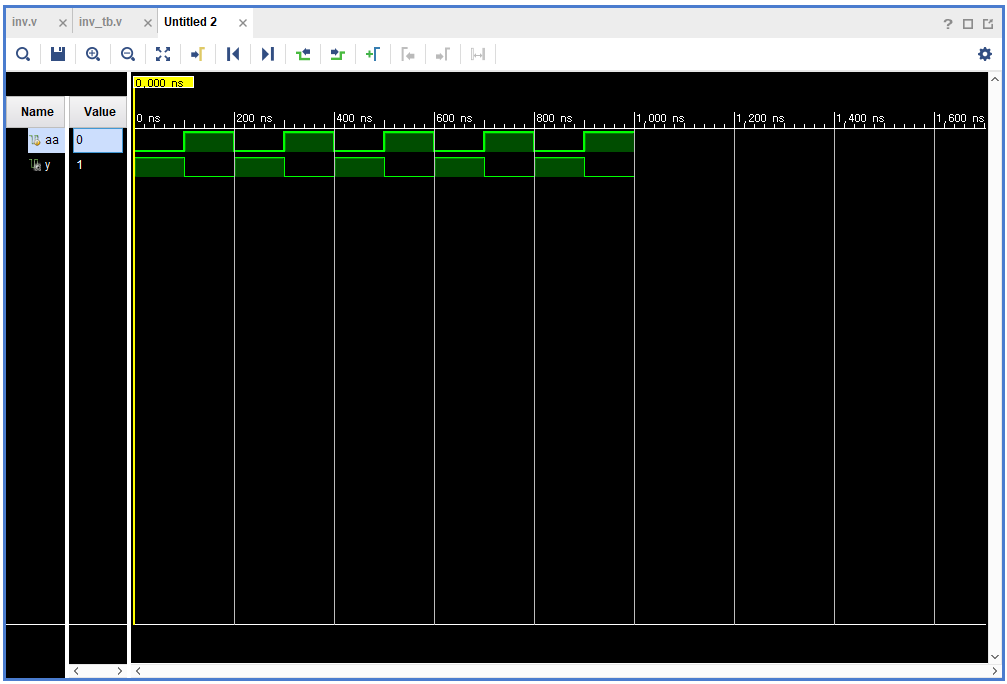 inv.v × inv_tb.v × Untitled 2 ×
?
0,000 ns
Name Value
0 ns 200 ns 400 ns 600 ns 800 ns 1,000 ns 1,200 ns 1,400 ns 1,600 ns
aa 0
y 1